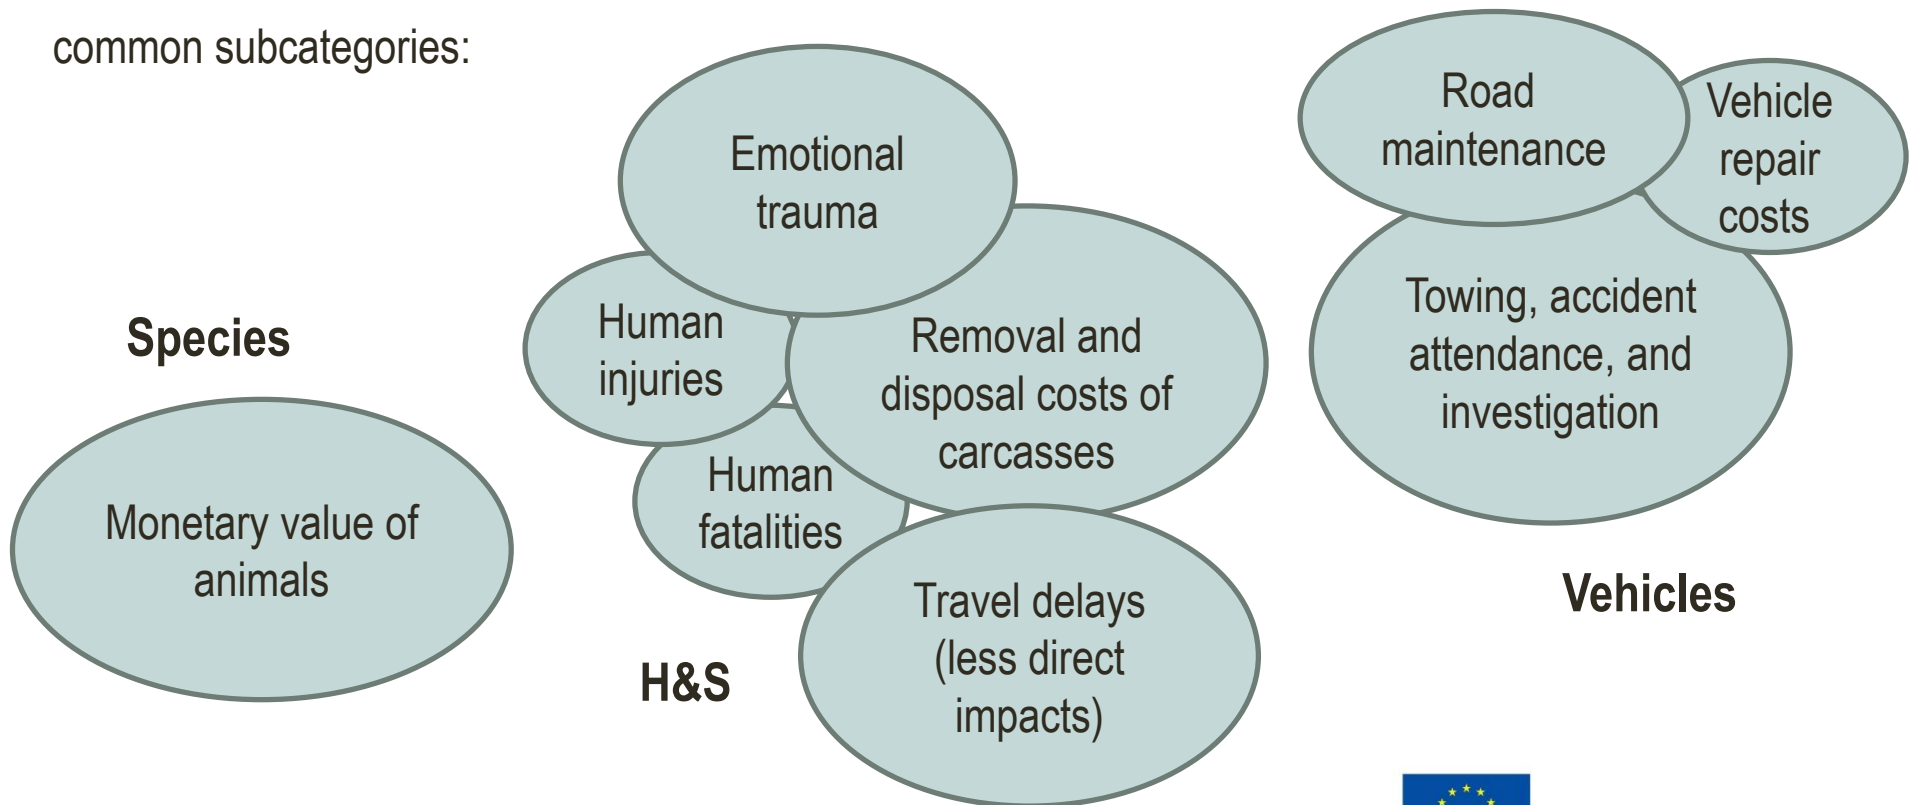 common subcategories:
Species
Monetary value of
animals
Emotional
trauma
Human
injuries
Removal and
disposal costs of
carcasses
Human
fatalities
Travel delays
(less direct
impacts)
H&S
Road
maintenance
Vehicle
repair
costs
Towing, accident
attendance, and
investigation
Vehicles